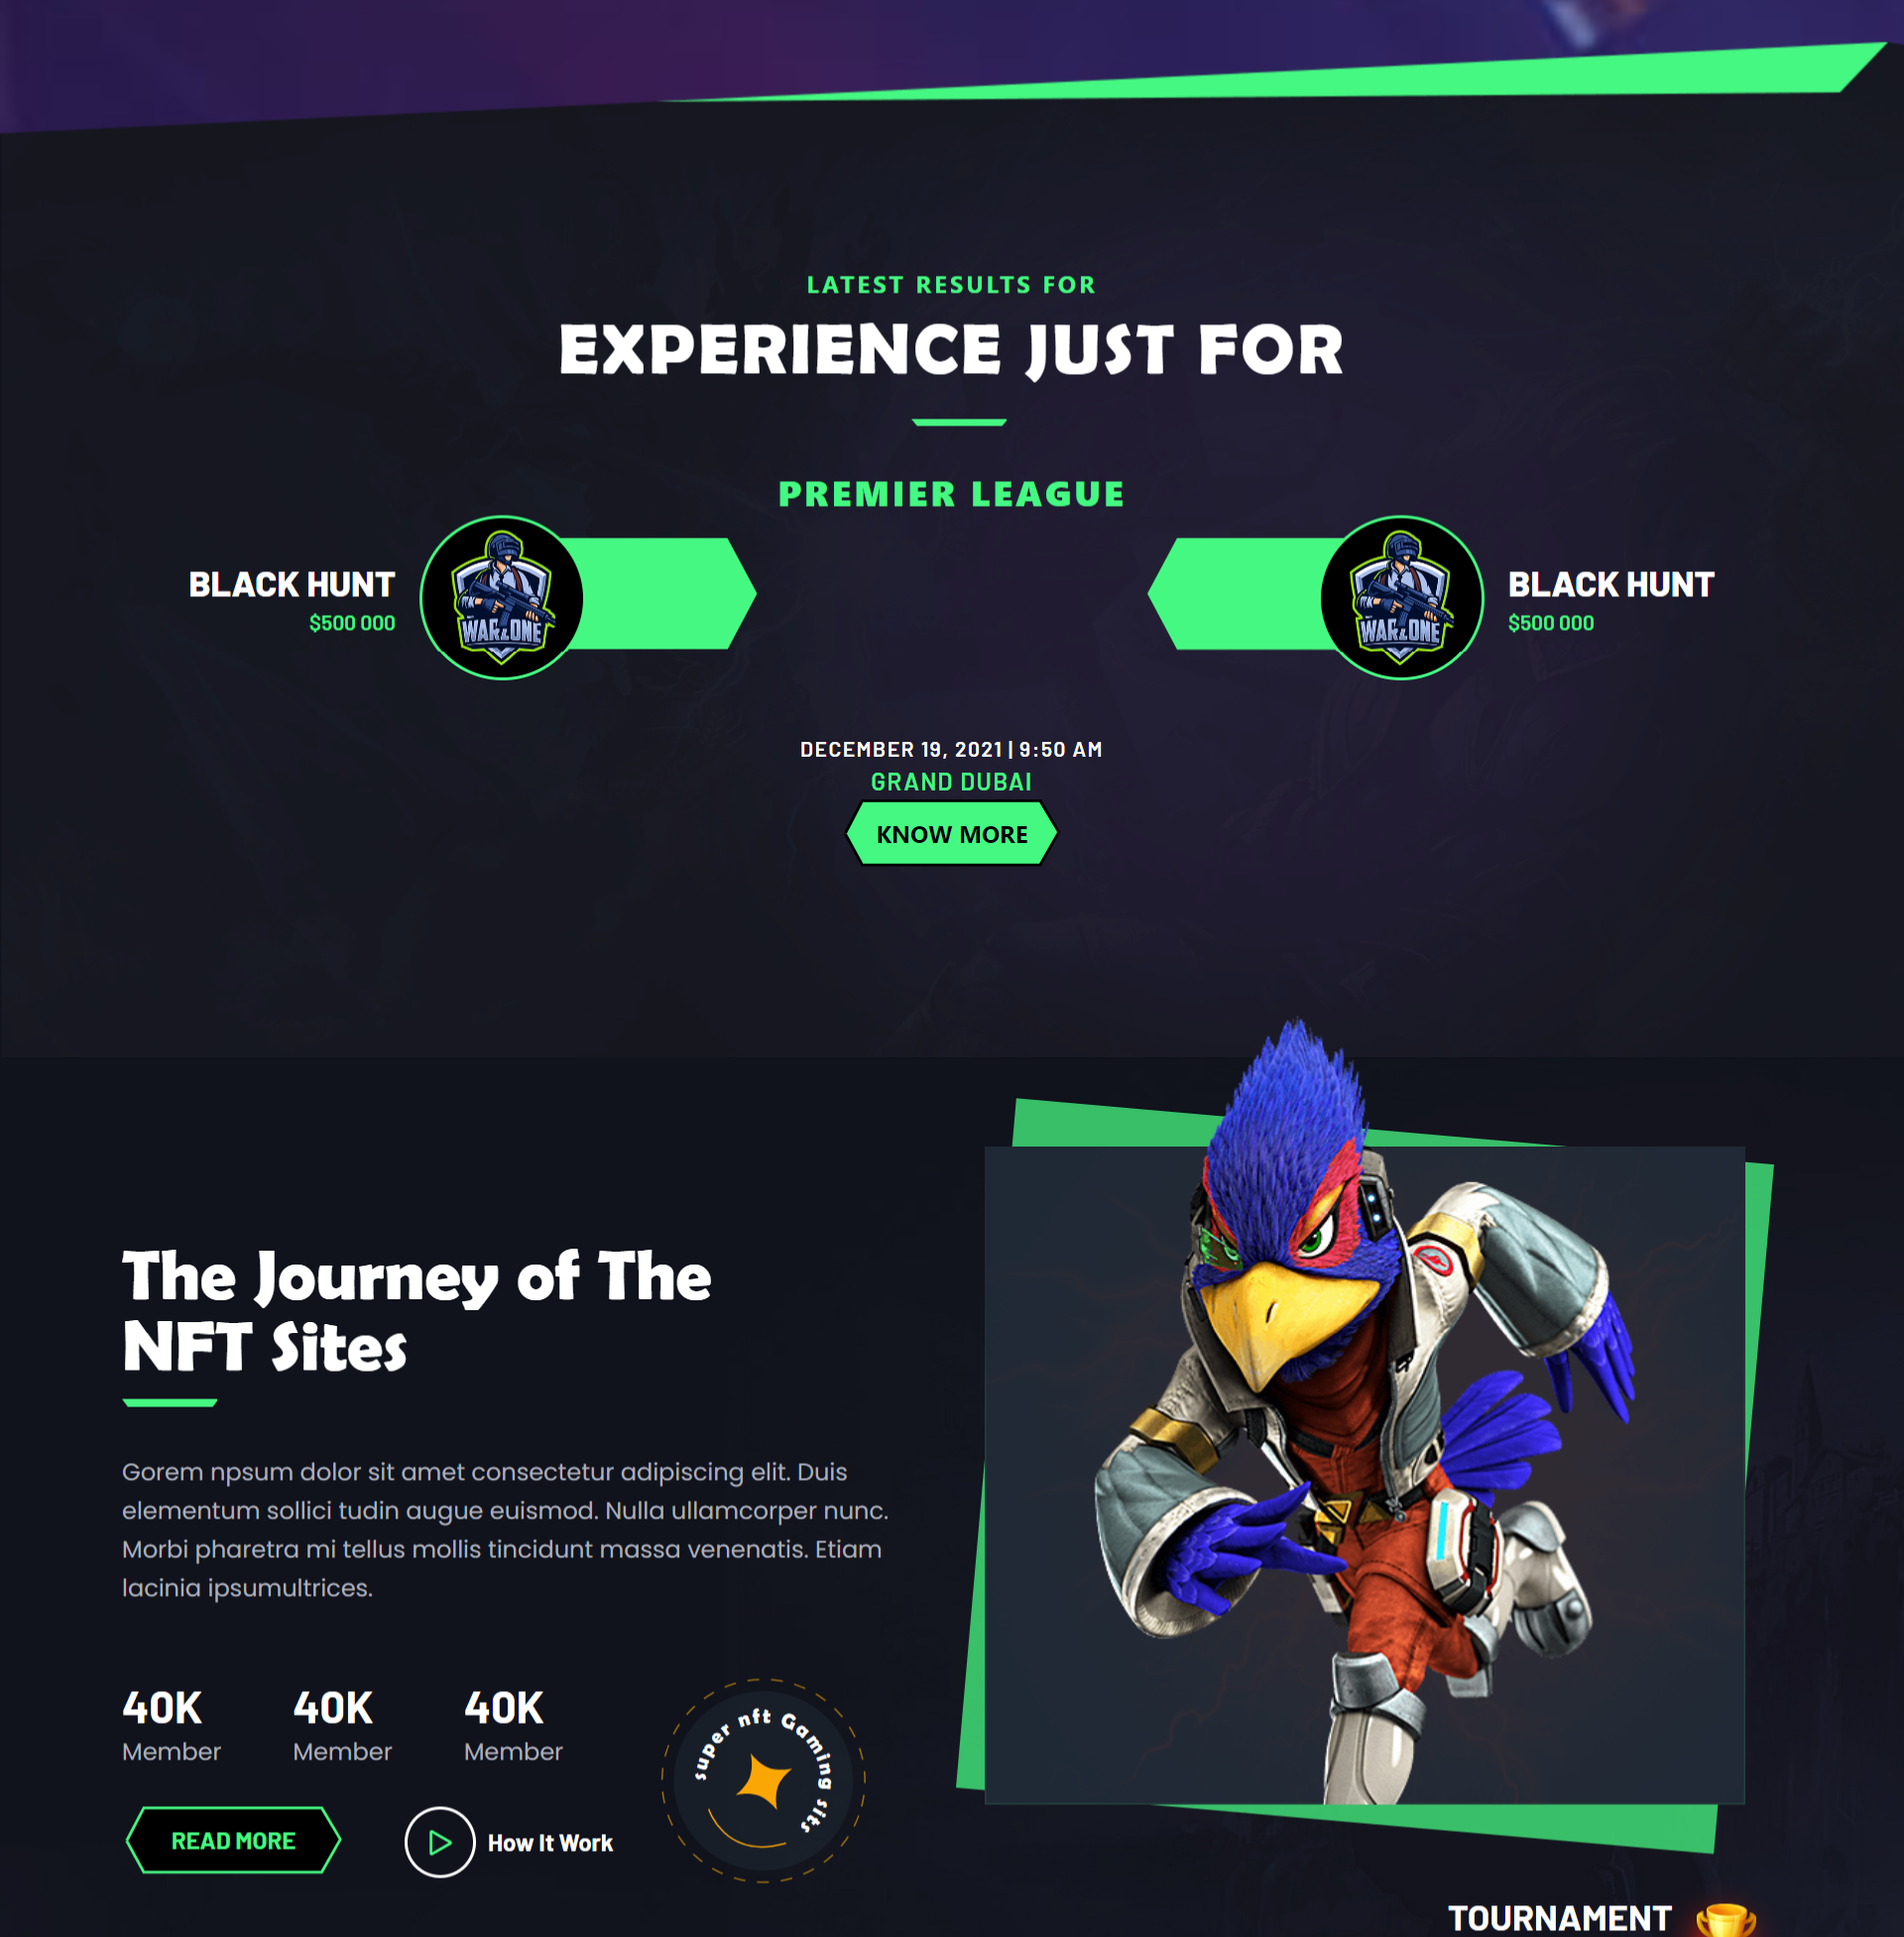 LATEST RESULTS FOR
EXPERIENCE JUST FOR
PREMIER LEAGUE
BLACK HUNT
$500 000
WARZONE
WARZONE
BLACK HUNT
$500 000
DECEMBER 19, 2021 | 9:50 AM
GRAND DUBAI
KNOW MORE
The Journey of The
NFT Sites
Gorem npsum dolor sit amet consectetur adipiscing elit. Duis
elementum sollici tudin augue euismod. Nulla ullamcorper nunc.
Morbi pharetra mi tellus mollis tincidunt massa venenatis. Etiam
lacinia ipsumultrices.
40K
Member
40K
Member
40K
Member
super nft Gaming sits
READ MORE
How It Work
TOURNAMENT